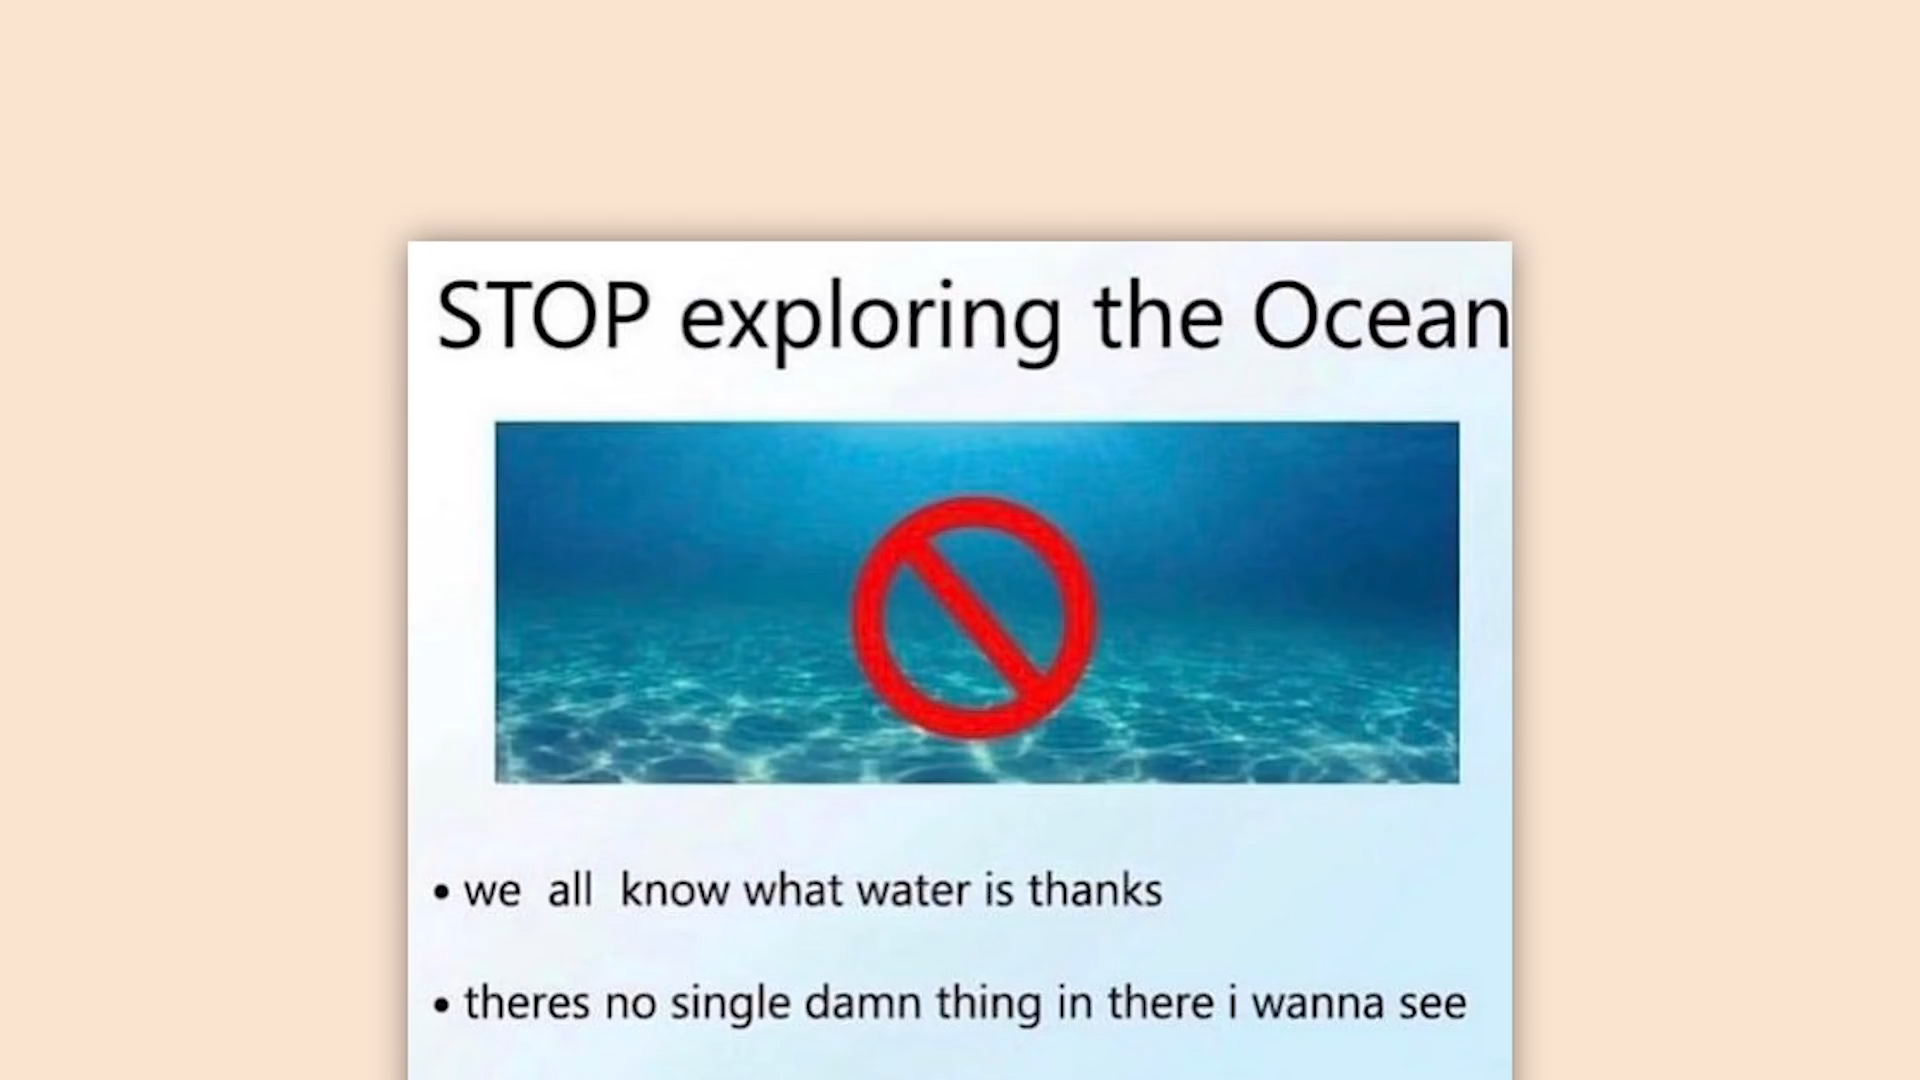 STOP exploring the Ocean
• we all know what water is thanks
• theres no single damn thing in there i wanna see